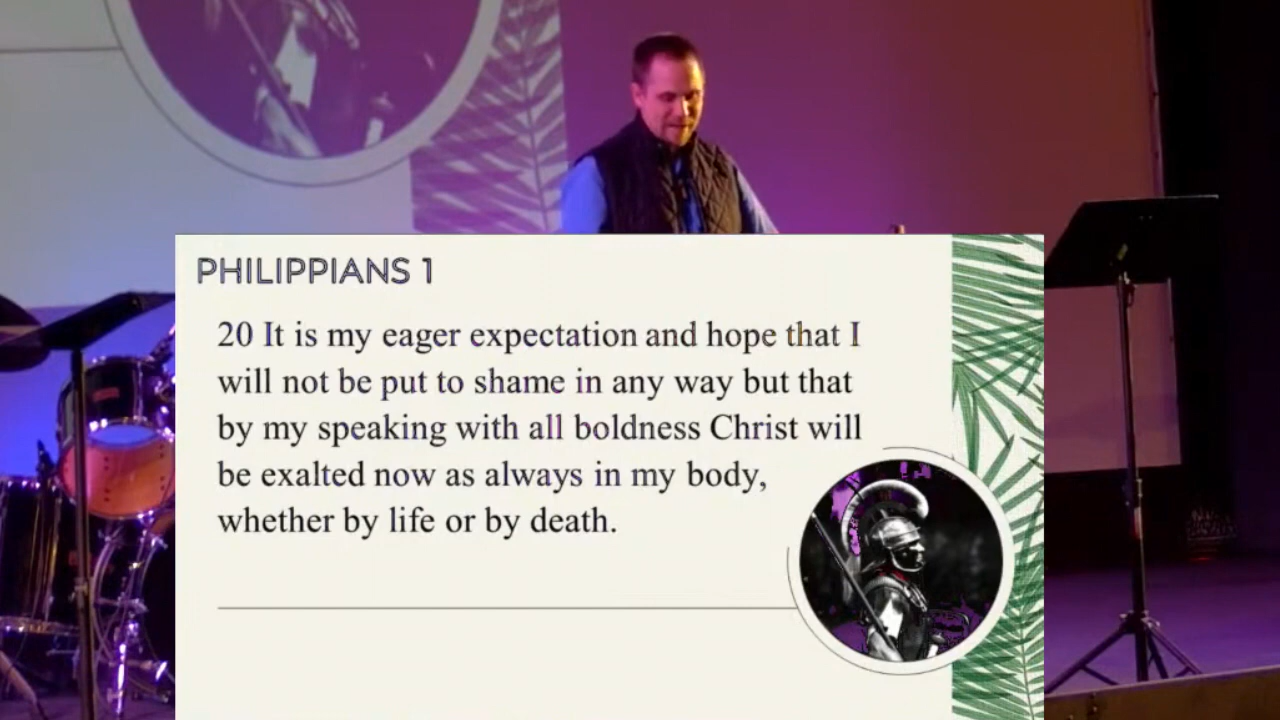 PHILIPPIANS 1
20 It is my eager expectation and hope that I
will not be put to shame in any way but that
by my speaking with all boldness Christ will
be exalted now as always in my body,
whether by life or by death.